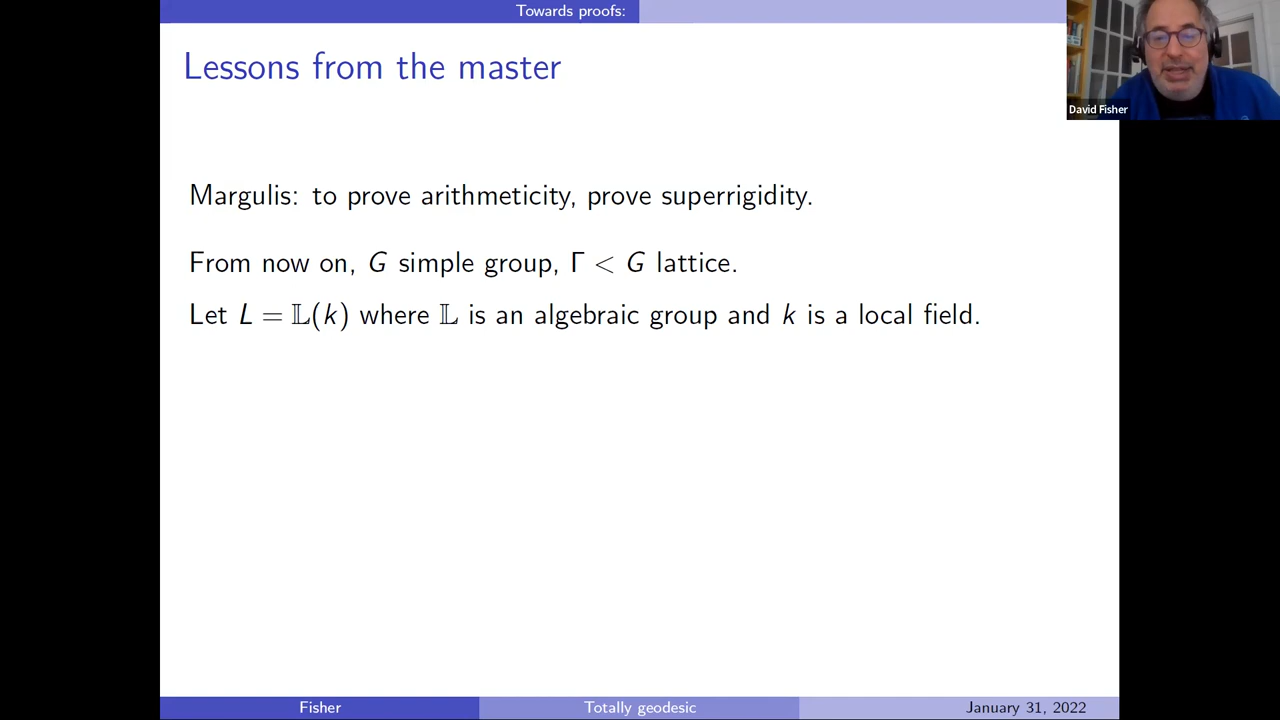 Towards proofs:
Lessons from the master
David Fisher
Margulis: to prove arithmeticity, prove superrigidity.
From now on, G simple group, Γ < G lattice.
Let L = 𝕃(k) where 𝕃 is an algebraic group and k is a local field.
Fisher
Totally geodesic
January 31, 2022